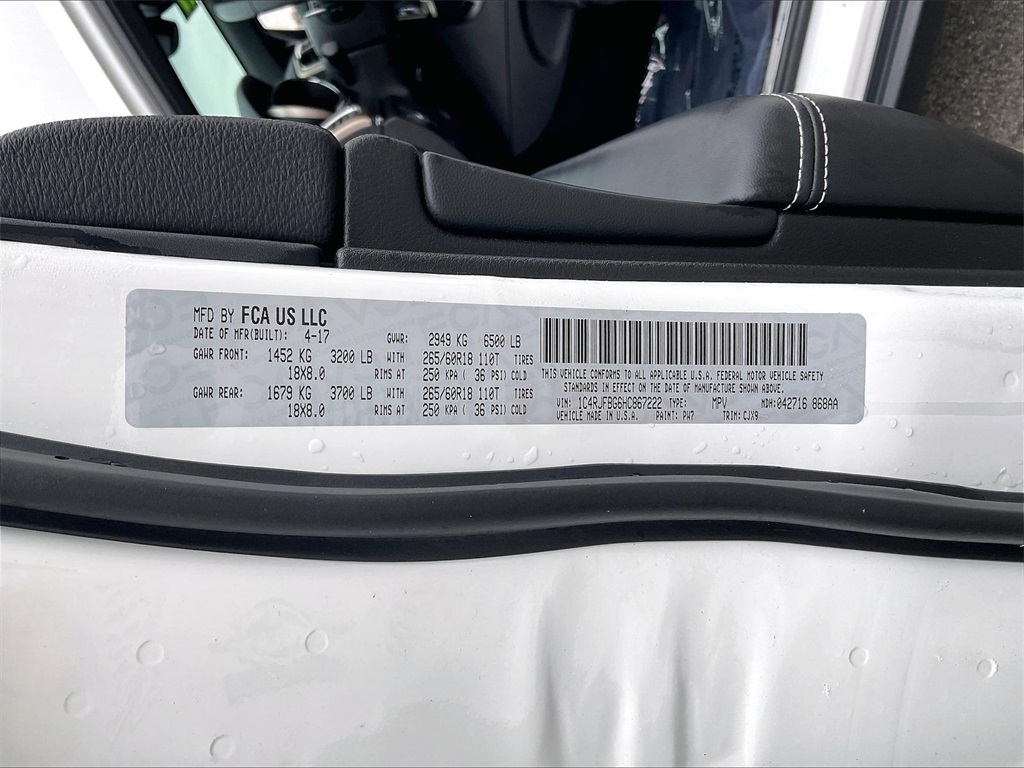 MFD BY FCA US LLC
DATE OF MFR(BUILT): 4-17 GVWR: 2949 KG 6500 LB
GAWR FRONT: 1452 KG 3200 LB WITH 265/60R18 110T TIRES
18X8.0 RIMS AT 250 KPA ( 36 PSI) COLD
GAWR REAR: 1679 KG 3700 LB WITH 265/60R18 110T TIRES
18X8.0 RIMS AT 250 KPA ( 36 PSI) COLD
THIS VEHICLE CONFORMS TO ALL APPLICABLE U.S.A. FEDERAL MOTOR VEHICLE SAFETY
STANDARDS IN EFFECT ON THE DATE OF MANUFACTURE SHOWN ABOVE.
VIN: 1C4RJFBG6HC867222 TYPE: MPV MDH: 042716 868AA
VEHICLE MADE IN U.S.A. PAINT: PW7 TRIM: CJX9